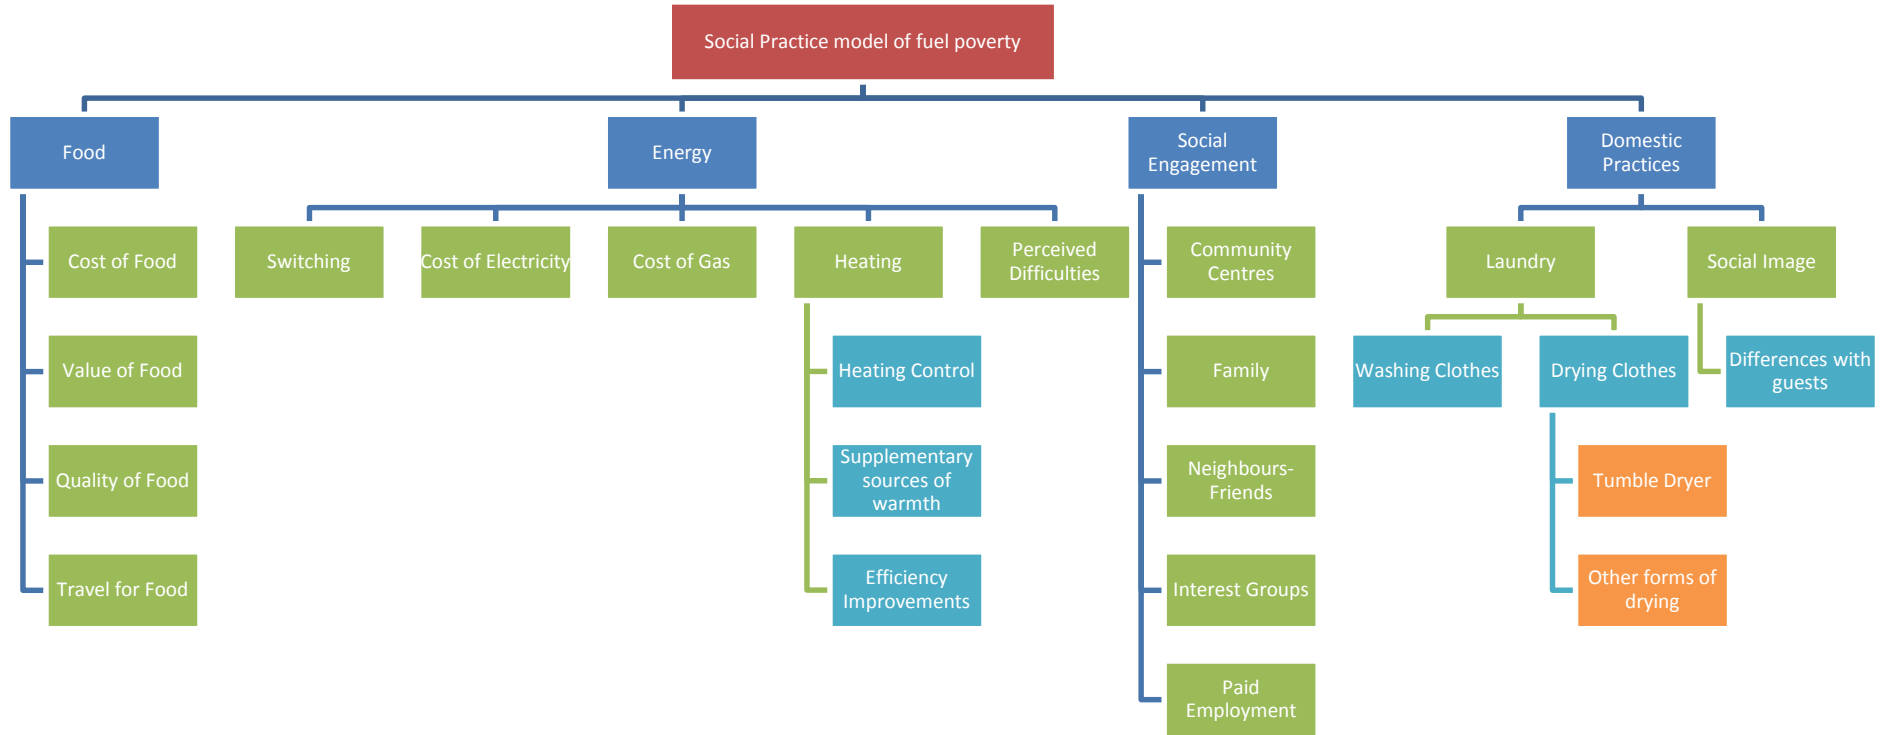 Social Practice model of fuel poverty
Food
Energy
Social
Engagement
Domestic
Practices
Cost of Food
Switching
Cost of Electricity
Cost of Gas
Heating
Perceived
Difficulties
Community
Centres
Laundry
Social Image
Value of Food
Heating Control
Family
Washing Clothes
Drying Clothes
Differences with
guests
Quality of Food
Supplementary
sources of
warmth
Neighbours-
Friends
Tumble Dryer
Travel for Food
Efficiency
Improvements
Interest Groups
Other forms of
drying
Paid
Employment